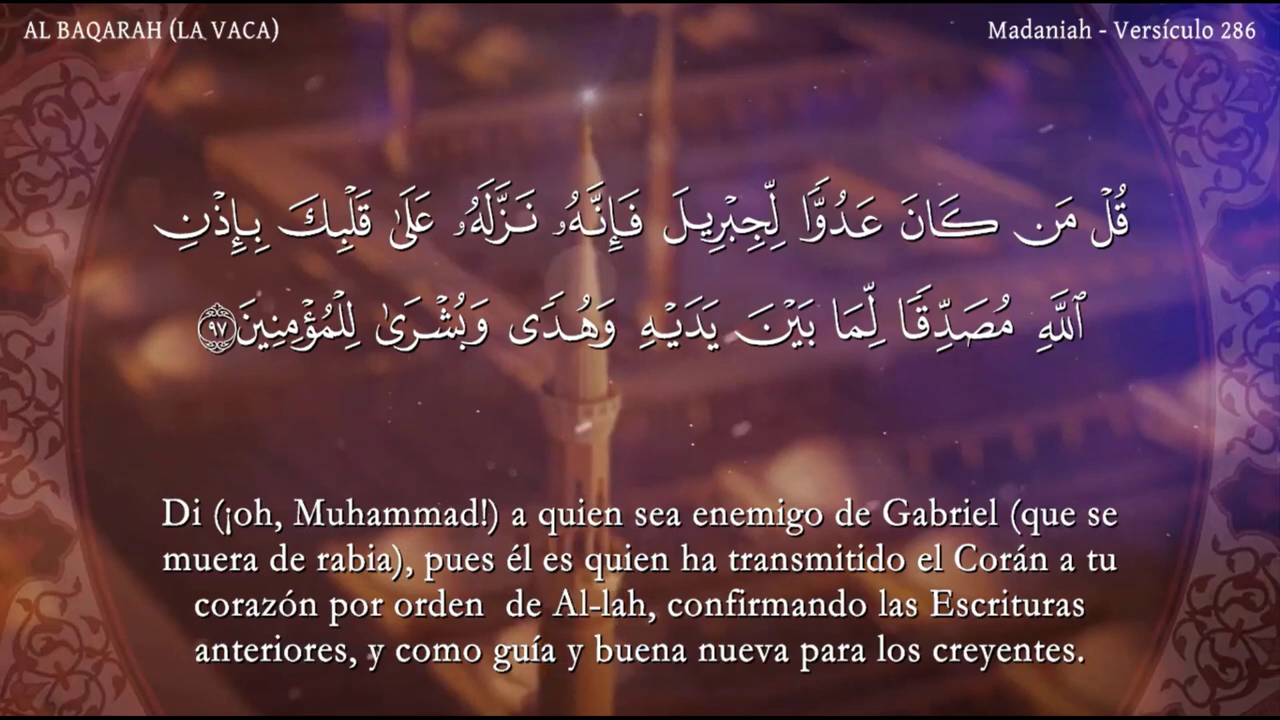 AL BAQARAH (LA VACA)
Madaniah - Versículo 286
قُلْ مَن كَانَ عَدُوًّا لِّجِبْرِيلَ فَإِنَّهُۥ نَزَّلَهُۥ عَلَىٰ قَلْبِكَ بِإِذْنِ
ٱللَّهِ مُصَدِّقًا لِّمَا بَيْنَ يَدَيْهِ وَهُدًى وَبُشْرَىٰ لِلْمُؤْمِنِينَ ٩٧
Di (¡oh, Muhammad!) a quien sea enemigo de Gabriel (que se
muera de rabia), pues él es quien ha transmitido el Corán a tu
corazón por orden  de Al-lah, confirmando las Escrituras
anteriores, y como guía y buena nueva para los creyentes.